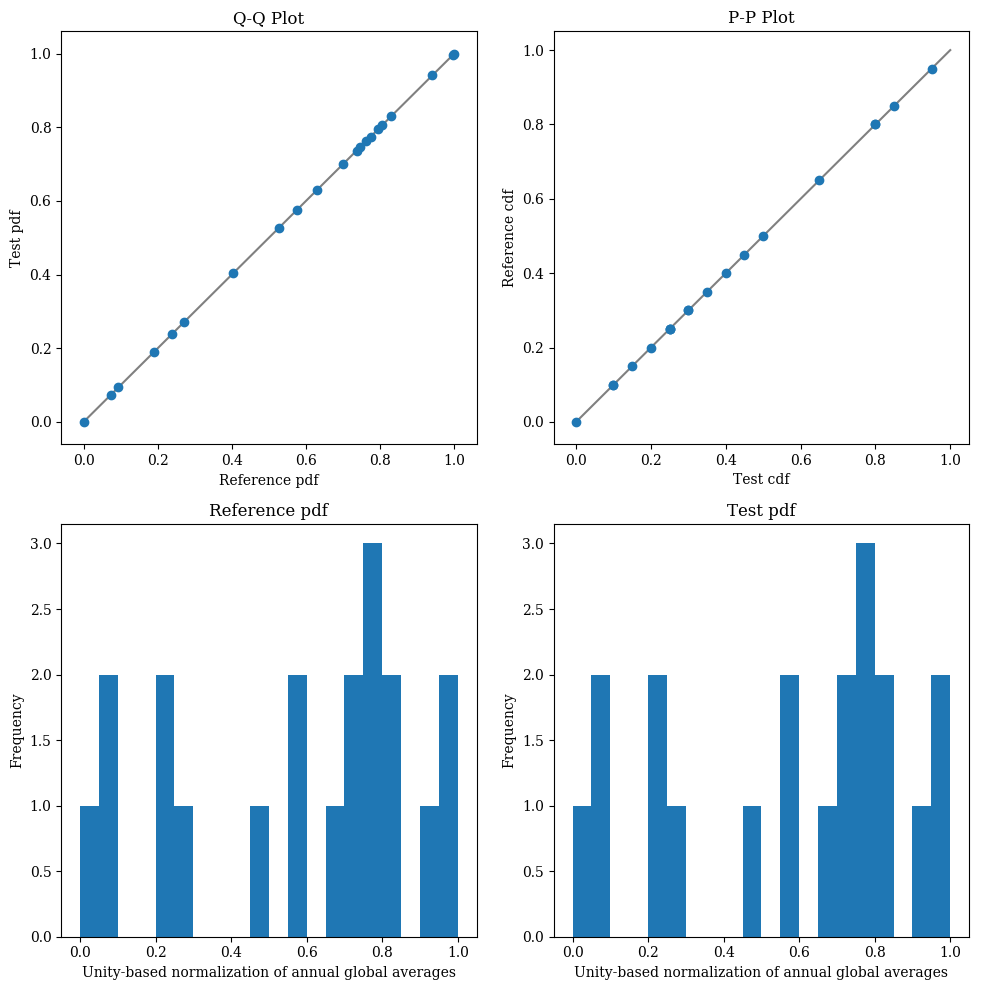 Q-Q Plot
1.0
0.8
0.6
0.4
0.2
0.0
Test pdf
0.0 0.2 0.4 0.6 0.8 1.0
Reference pdf
P-P Plot
1.0
0.8
0.6
0.4
0.2
0.0
Reference cdf
0.0 0.2 0.4 0.6 0.8 1.0
Test cdf
Reference pdf
3.0
2.5
2.0
1.5
1.0
0.5
0.0
Frequency
0.0 0.2 0.4 0.6 0.8 1.0
Unity-based normalization of annual global averages
Test pdf
3.0
2.5
2.0
1.5
1.0
0.5
0.0
Frequency
0.0 0.2 0.4 0.6 0.8 1.0
Unity-based normalization of annual global averages